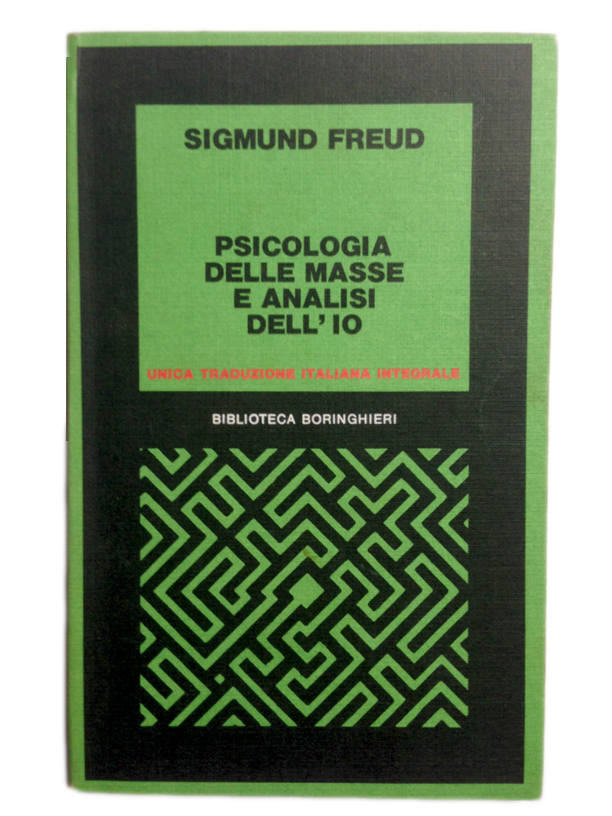 SIGMUND FREUD
PSICOLOGIA
DELLE MASSE
E ANALISI
DELL' IO
UNICA TRADUZIONE ITALIANA INTEGRALE
BIBLIOTECA BORINGHIERI